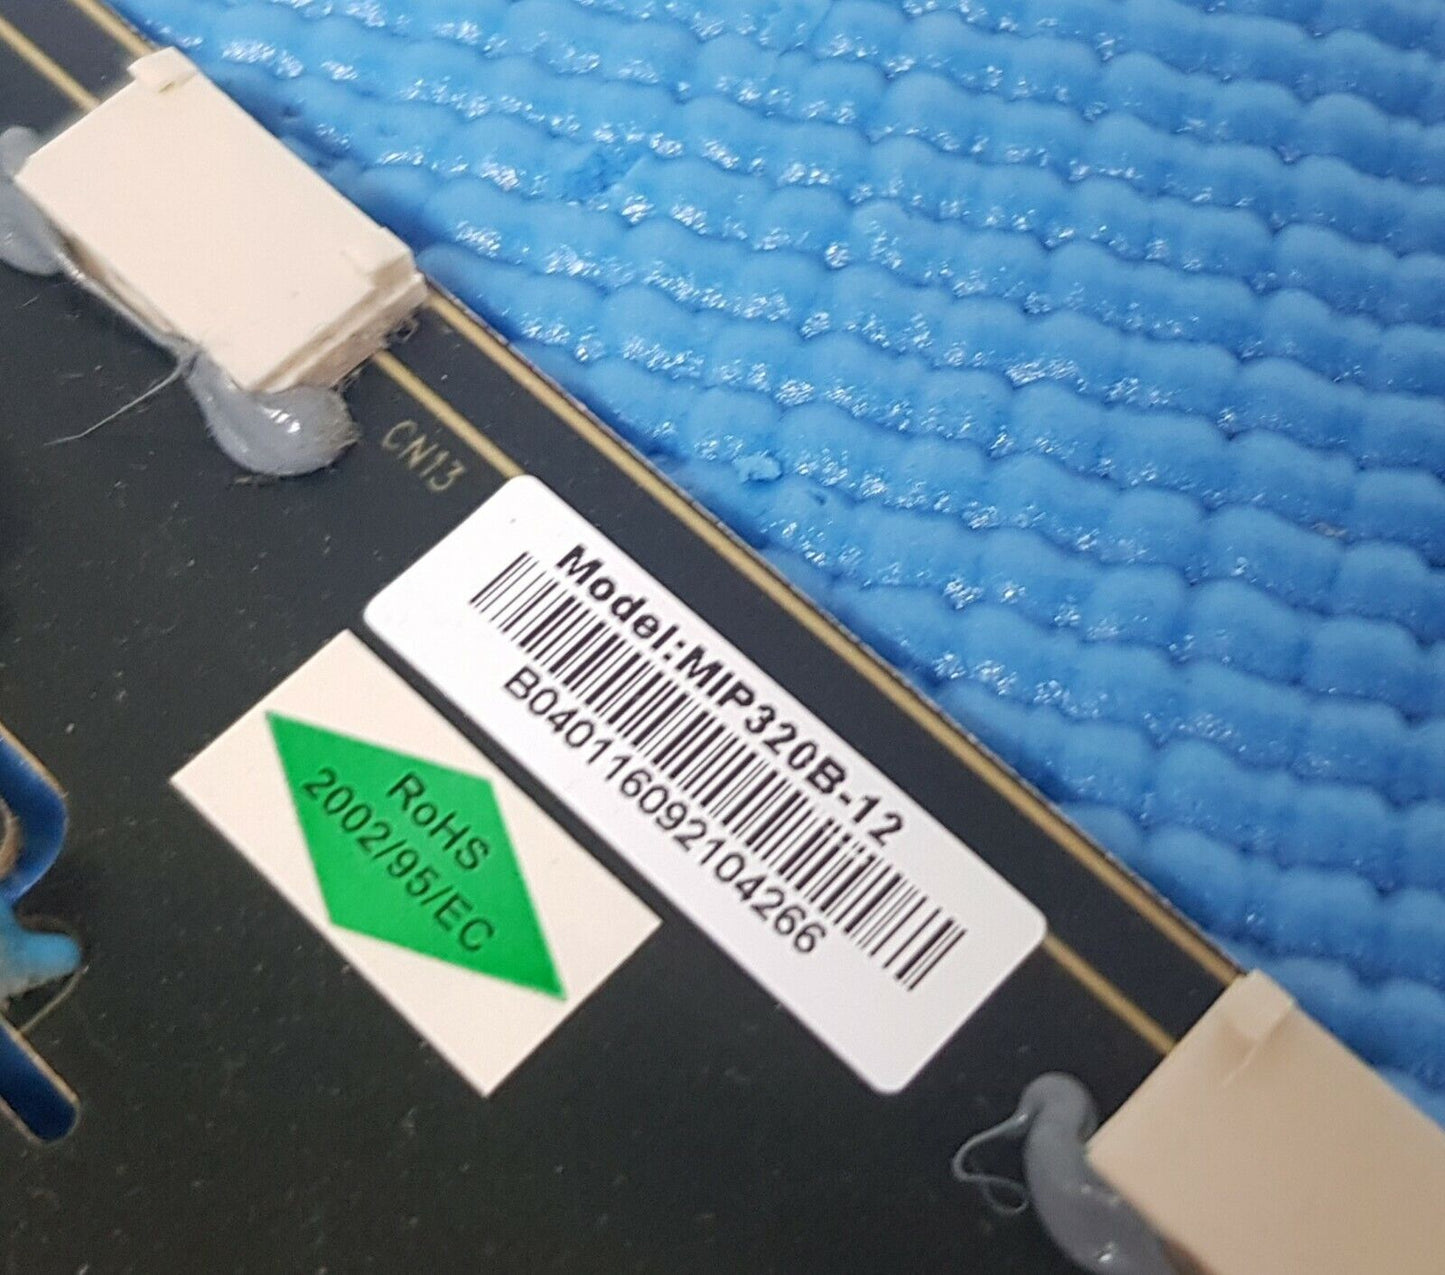 CN13
Model:MIP320B-12
B040116092104266
RoHS
2002/95/EC